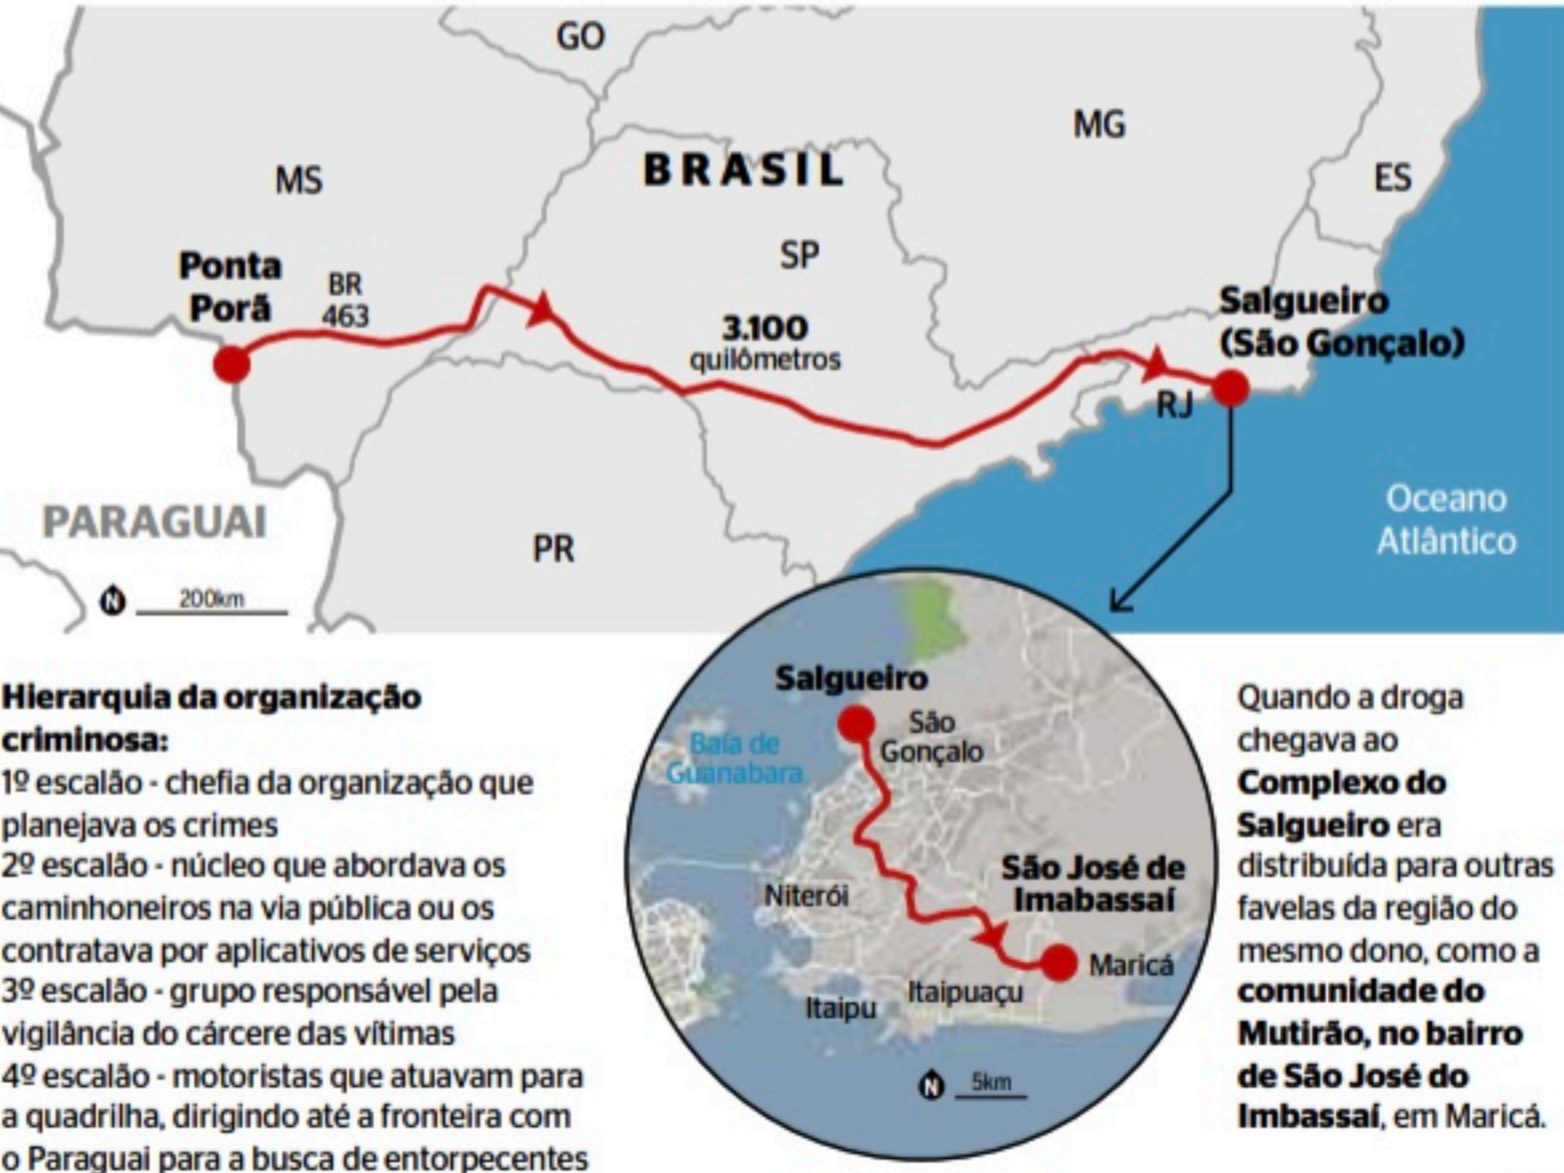 GO
MG
BRASIL
MS
ES
SP
Ponta
Porã
BR
463
3.100
quilômetros
Salgueiro
(São Gonçalo)
RJ
PARAGUAI
PR
Oceano
Atlântico
N
200km
Hierarquia da organização
criminosa:
1º escalão - chefia da organização que
planejava os crimes
2º escalão - núcleo que abordava os
caminhoneiros na via pública ou os
contratava por aplicativos de serviços
3º escalão - grupo responsável pela
vigilância do cárcere das vítimas
4º escalão - motoristas que atuavam para
a quadrilha, dirigindo até a fronteira com
o Paraguai para a busca de entorpecentes
Salgueiro
São
Gonçalo
Baía de
Guanabara
São José de
Imabassaí
Niterói
Maricá
Itaipuaçu
Itaipu
N
5km
Quando a droga
chegava ao
Complexo do
Salgueiro era
distribuída para outras
favelas da região do
mesmo dono, como a
comunidade do
Mutirão, no bairro
de São José do
Imbassaí, em Maricá.